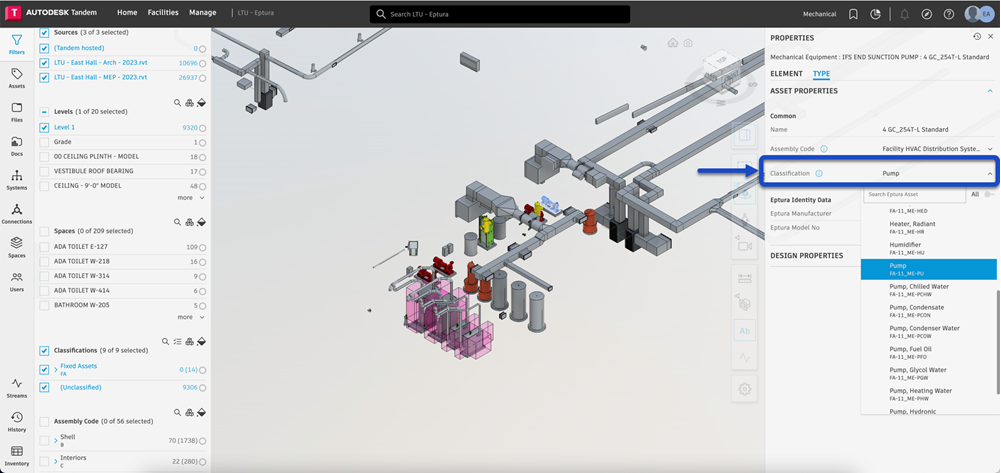 AUTODESK Tandem
Home
Facilities
Manage
LTU - Eptura
Search LTU - Eptura
Mechanical
EA
Filters
Assets
Files
Docs
Systems
Connections
Spaces
Users
Streams
History
Inventory
Sources (3 of 3 selected)
(Tandem hosted) 0
LTU - East Hall - Arch - 2023.rvt 10696
LTU - East Hall - MEP - 2023.rvt 26937
Levels (1 of 20 selected)
Level 1 9320
Grade 1
00 CEILING PLINTH - MODEL 18
VESTIBULE ROOF BEARING 17
CEILING - 9'-0" MODEL 48
more
Spaces (0 of 209 selected)
ADA TOILET E-127 109
ADA TOILET W-218 16
ADA TOILET W-314 9
ADA TOILET W-414 6
BATHROOM W-205 5
more
Classifications (9 of 9 selected)
Fixed Assets 0 (14)
FA
(Unclassified) 9306
Assembly Code (0 of 56 selected)
Shell 70 (1738)
B
Interiors 22 (280)
C
Ab
PROPERTIES
Mechanical Equipment : IFS END SUNCTION PUMP : 4 GC_254T-L Standard
ELEMENT TYPE
ASSET PROPERTIES
Common
Name 4 GC_254T-L Standard
Assembly Code Facility HVAC Distribution Syste...
Classification Pump
Search Eptura Asset All
Eptura Identity Data
Eptura Manufacturer
Eptura Model No
DESIGN PROPERTIES
FA-11_ME-HED
Heater, Radiant
FA-11_ME-HR
Humidifier
FA-11_ME-HU
Pump
FA-11_ME-PU
Pump, Chilled Water
FA-11_ME-PCHW
Pump, Condensate
FA-11_ME-PCON
Pump, Condenser Water
FA-11_ME-PCOW
Pump, Fuel Oil
FA-11_ME-PFO
Pump, Glycol Water
FA-11_ME-PGW
Pump, Heating Water
FA-11_ME-PHW
Pump, Hydronic